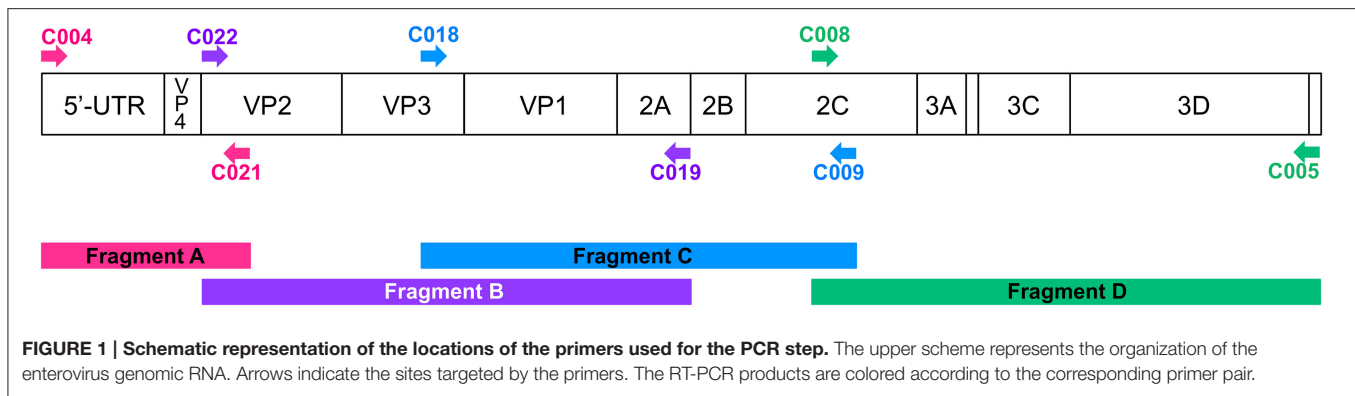 C004 C022 C018 C008
5'-UTR VP4 VP2 VP3 VP1 2A 2B 2C 3A 3C 3D
C021 C019 C009 C005
Fragment A Fragment C
Fragment B Fragment D
FIGURE 1 | Schematic representation of the locations of the primers used for the PCR step. The upper scheme represents the organization of the
enterovirus genomic RNA. Arrows indicate the sites targeted by the primers. The RT-PCR products are colored according to the corresponding primer pair.